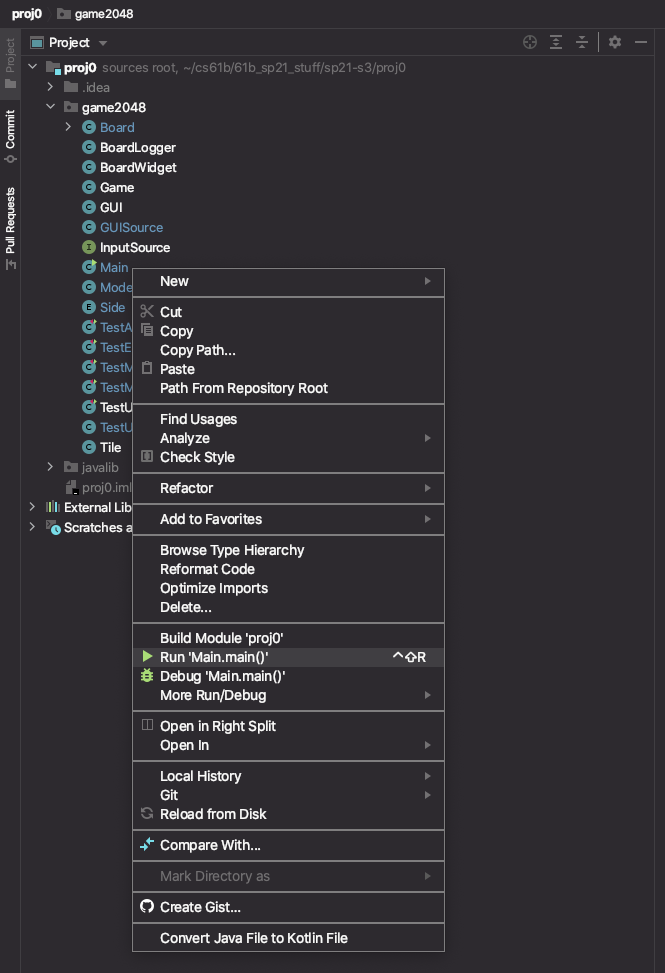 proj0 game2048
Project
Project
Commit
Pull Requests
proj0 sources root, ~/cs61b/61b_sp21_stuff/sp21-s3/proj0
.idea
game2048
Board
BoardLogger
BoardWidget
Game
GUI
GUISource
InputSource
Main
Mode
Side
TestA
TestE
TestM
TestM
TestU
TestU
Tile
javalib
proj0.iml
External Lib
Scratches a
New
Cut
Copy
Copy Path...
Paste
Path From Repository Root
Find Usages
Analyze
Check Style
Refactor
Add to Favorites
Browse Type Hierarchy
Reformat Code
Optimize Imports
Delete...
Build Module 'proj0'
Run 'Main.main()' ^⇧R
Debug 'Main.main()'
More Run/Debug
Open in Right Split
Open In
Local History
Git
Reload from Disk
Compare With...
Mark Directory as
Create Gist...
Convert Java File to Kotlin File